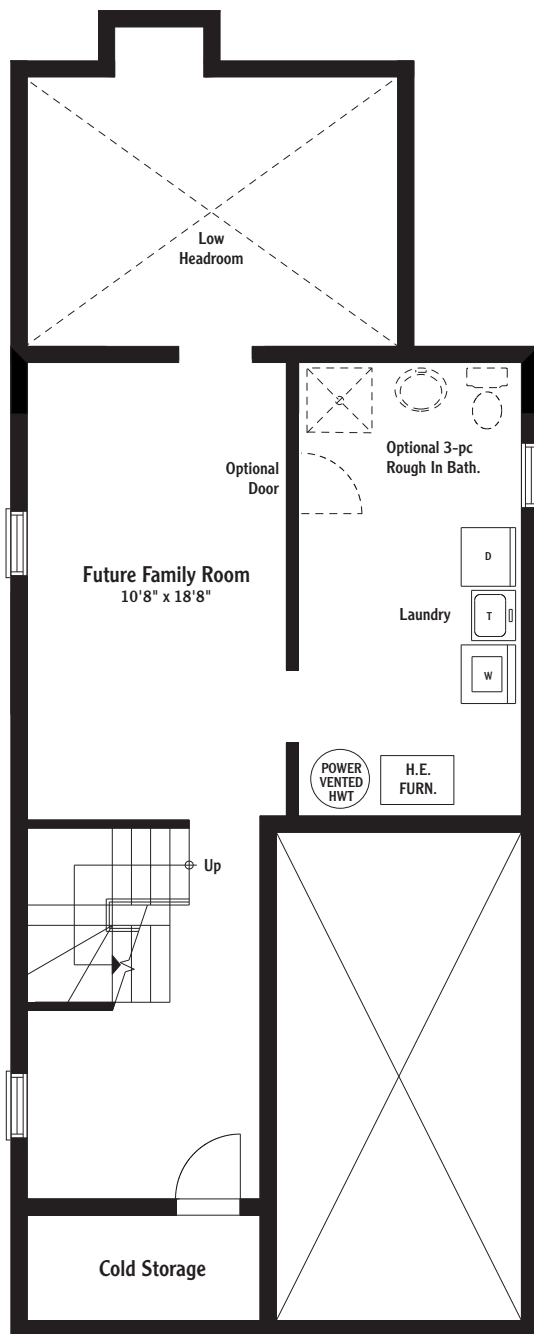 Low
Headroom
Optional 3-pc
Rough In Bath.
Optional
Door
D
Future Family Room
10'8" x 18'8"
Laundry
T
W
POWER
VENTED
HWT
H.E.
FURN.
Up
Cold Storage